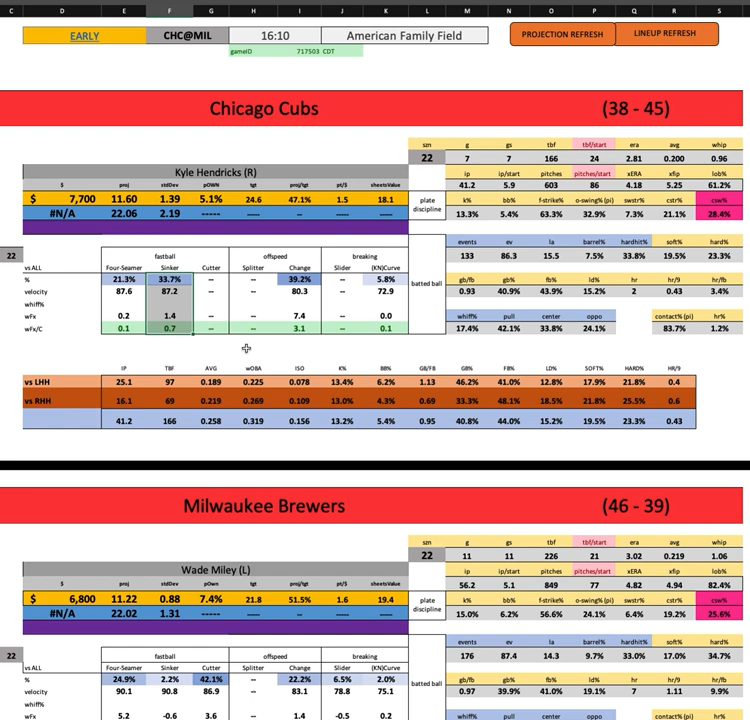 C D E F G H I J K L M N O P Q R S
EARLY CHC@MIL 16:10 American Family Field PROJECTION REFRESH LINEUP REFRESH
gameID 717503 CDT
Chicago Cubs (38 - 45)
szn g gs tbf tbf/start era avg whip
22 7 7 166 24 2.81 0.200 0.96
Kyle Hendricks (R) ip ip/start pitches pitches/start xERA xfip lob%
$ proj stdDev pOWN tgt proj/tgt pt/$ sheetsValue 41.2 5.9 603 86 4.18 5.25 61.2%
$ 7,700 11.60 1.39 5.1% 24.6 47.1% 1.5 18.1 plate discipline k% bb% f-strike% o-swing% (pi) swstr% cstr% csw%
#N/A 22.06 2.19 ----- ---- -- ---- ---- 13.3% 5.4% 63.3% 32.9% 7.3% 21.1% 28.4%
events ev la barrel% hardhit% soft% hard%
22 fastball offspeed breaking 133 86.3 15.5 7.5% 33.8% 19.5% 23.3%
vs ALL Four-Seamer Sinker Cutter Splitter Change Slider (KN)Curve
% 21.3% 33.7% -- -- 39.2% -- 5.8% batted ball gb/fb gb% fb% ld% hr hr/9 hr/fb
velocity 87.6 87.2 -- -- 80.3 -- 72.9 0.93 40.9% 43.9% 15.2% 2 0.43 3.4%
whiff%
wFx 0.2 1.4 -- -- 7.4 -- 0.0 whiff% pull center oppo contact% (pi) hr%
wFx/C 0.1 0.7 -- -- 3.1 -- 0.1 17.4% 42.1% 33.8% 24.1% 83.7% 1.2%
IP TBF AVG wOBA ISO K% BB% GB/FB GB% FB% LD% SOFT% HARD% HR/9
vs LHH 25.1 97 0.189 0.225 0.078 13.4% 6.2% 1.13 46.2% 41.0% 12.8% 17.9% 21.8% 0.4
vs RHH 16.1 69 0.219 0.269 0.109 13.0% 4.3% 0.69 33.3% 48.1% 18.5% 21.8% 25.5% 0.6
41.2 166 0.258 0.319 0.156 13.2% 5.4% 0.95 40.8% 44.0% 15.2% 19.5% 23.3% 0.43
Milwaukee Brewers (46 - 39)
szn g gs tbf tbf/start era avg whip
22 11 11 226 21 3.02 0.219 1.06
Wade Miley (L) ip ip/start pitches pitches/start xERA xfip lob%
$ proj stdDev pOwn tgt proj/tgt pt/$ sheetsValue 56.2 5.1 849 77 4.82 4.94 82.4%
$ 6,800 11.22 0.88 7.4% 21.8 51.5% 1.6 19.4 plate discipline k% bb% f-strike% o-swing% (pi) swstr% cstr% csw%
#N/A 22.02 1.31 ----- ---- -- ---- ---- 15.0% 6.2% 56.6% 24.1% 6.4% 19.2% 25.6%
events ev la barrel% hardhit% soft% hard%
22 fastball offspeed breaking 176 87.4 14.3 9.7% 33.0% 17.0% 34.7%
vs ALL Four-Seamer Sinker Cutter Splitter Change Slider (KN)Curve
% 24.9% 2.2% 42.1% -- 22.2% 6.5% 2.0% batted ball gb/fb gb% fb% ld% hr hr/9 hr/fb
velocity 90.1 90.8 86.9 -- 83.1 78.8 75.1 0.97 39.9% 41.0% 19.1% 7 1.11 9.9%
whiff%
wFx 5.2 -0.6 3.6 -- 1.4 -0.5 0.2 whiff% pull center oppo contact% (pi) hr%